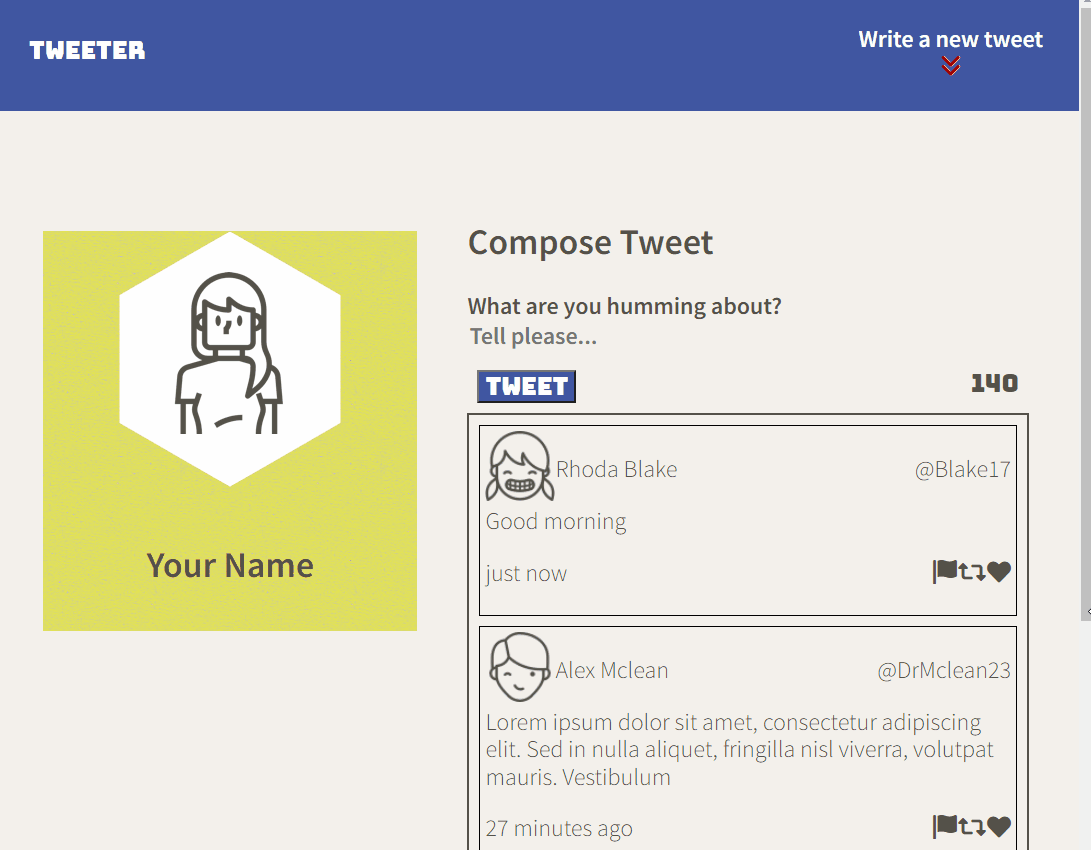 TWEETER
Write a new tweet
Your Name
Compose Tweet
What are you humming about?
Tell please...
TWEET
140
Rhoda Blake
@Blake17
Good morning
just now
Alex Mclean
@DrMclean23
Lorem ipsum dolor sit amet, consectetur adipiscing
elit. Sed in nulla aliquet, fringilla nisl viverra, volutpat
mauris. Vestibulum
27 minutes ago